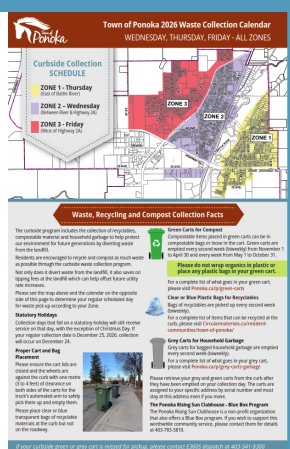 Town of Ponoka
Town of Ponoka 2026 Waste Collection Calendar
WEDNESDAY, THURSDAY, FRIDAY - ALL ZONES
Curbside Collection
SCHEDULE
ZONE 1 - Thursday
(East of Battle River)
ZONE 2 – Wednesday
(Between River & Highway 2A)
ZONE 3 - Friday
(West of Highway 2A)
ZONE 3
ZONE 2
ZONE 1
Waste, Recycling and Compost Collection Facts
The curbside program includes the collection of recyclables,
compostable material and household garbage to help protect
our environment for future generations by diverting waste
from the landfill.
Residents are encouraged to recycle and compost as much waste
as possible through the curbside waste collection program.
Not only does it divert waste from the landfill, it also saves on
tipping fees at the landfill which can help offset future utility
rate increases.
Please see the map above and the calendar on the opposite
side of this page to determine your regular scheduled day
for waste pick up according to your Zone.
Statutory Holidays
Collection days that fall on a statutory holiday will still receive
service on that day, with the exception of Christmas Day. If
your regular collection date is December 25, 2026, collection
will occur on December 24.
Proper Cart and Bag
Placement
Please ensure the cart lids are
closed and the wheels are
against the curb with one metre
(3 to 4 feet) of clearance on
both sides of the carts for the
truck's automated arm to safely
pick them up and empty them.
Please place clear or blue
transparent bags of recyclable
materials at the curb but not
on the roadway.
Green Carts for Compost
Compostable items placed in green carts can be in
compostable bags or loose in the cart. Green carts are
emptied every second week (biweekly) from November 1
to April 30 and every week from May 1 to October 31.
Please do not wrap organics in plastic or
place any plastic bags in your green cart.
For a complete list of what goes in your green cart,
please visit Ponoka.ca/p/green-carts
Clear or Blue Plastic Bags for Recyclables
Bags of recyclables are picked up every second week
(biweekly).
For a complete list of items that can be recycled at the
curb, please visit Circularmaterials.ca/resident-
communities/town-of-ponoka/
Grey Carts for Household Garbage
Grey carts for bagged household garbage are emptied
every second week (biweekly).
For a complete list of what goes in your grey cart,
please visit Ponoka.ca/p/grey-carts-garbage
Please retrieve your grey and green carts from the curb after
they have been emptied on your collection day. The carts are
assigned to your specific address by serial number and must
stay at this address even if you move.
The Ponoka Rising Sun Clubhouse - Blue Box Program
The Ponoka Rising Sun Clubhouse is a non-profit organization
that also offers a Blue Box program. If you wish to support this
worthwhile community service, please contact them for details
at 403-783-5810.
If your curbside green or grey cart is missed for pickup, please contact E360S dispatch at 403-341-9300